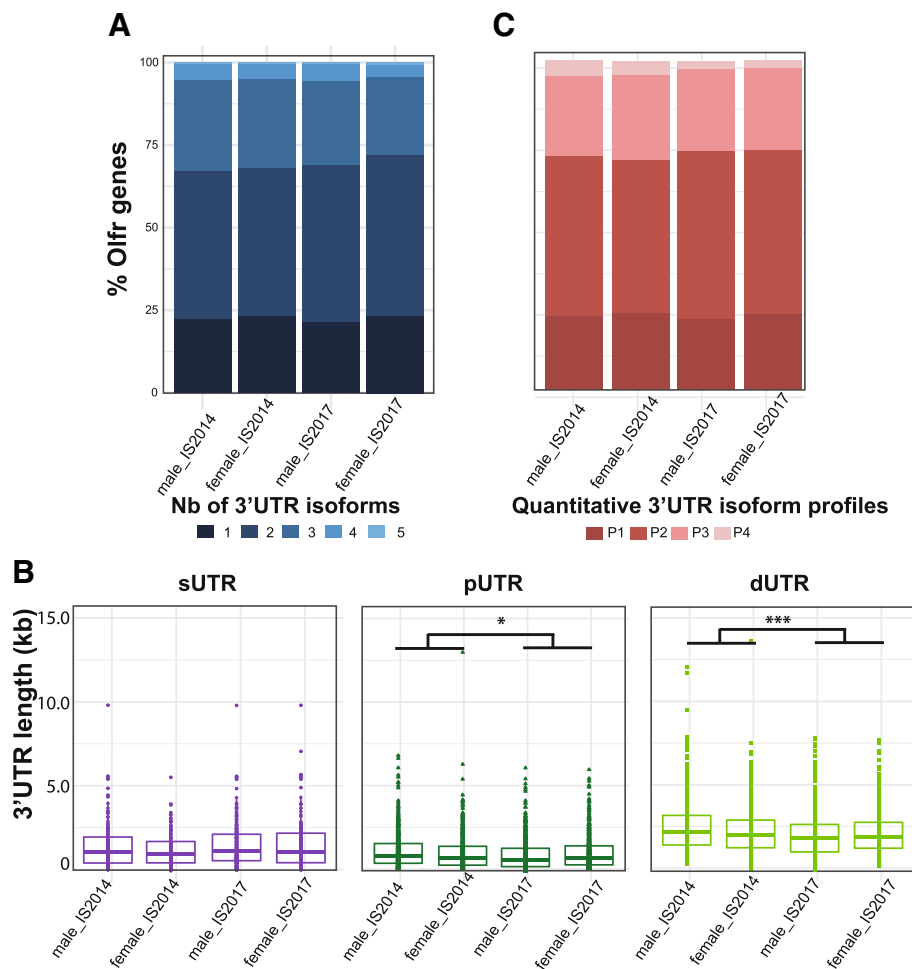 A
C
% Olfr genes
100
75
50
25
0
male_IS2014
female_IS2014
male_IS2017
female_IS2017
male_IS2014
female_IS2014
male_IS2017
female_IS2017
Nb of 3’UTR isoforms
1 2 3 4 5
Quantitative 3’UTR isoform profiles
P1 P2 P3 P4
B
sUTR
pUTR
dUTR
3’UTR length (kb)
15.0
10.0
5.0
0
*
***
male_IS2014
female_IS2014
male_IS2017
female_IS2017
male_IS2014
female_IS2014
male_IS2017
female_IS2017
male_IS2014
female_IS2014
male_IS2017
female_IS2017